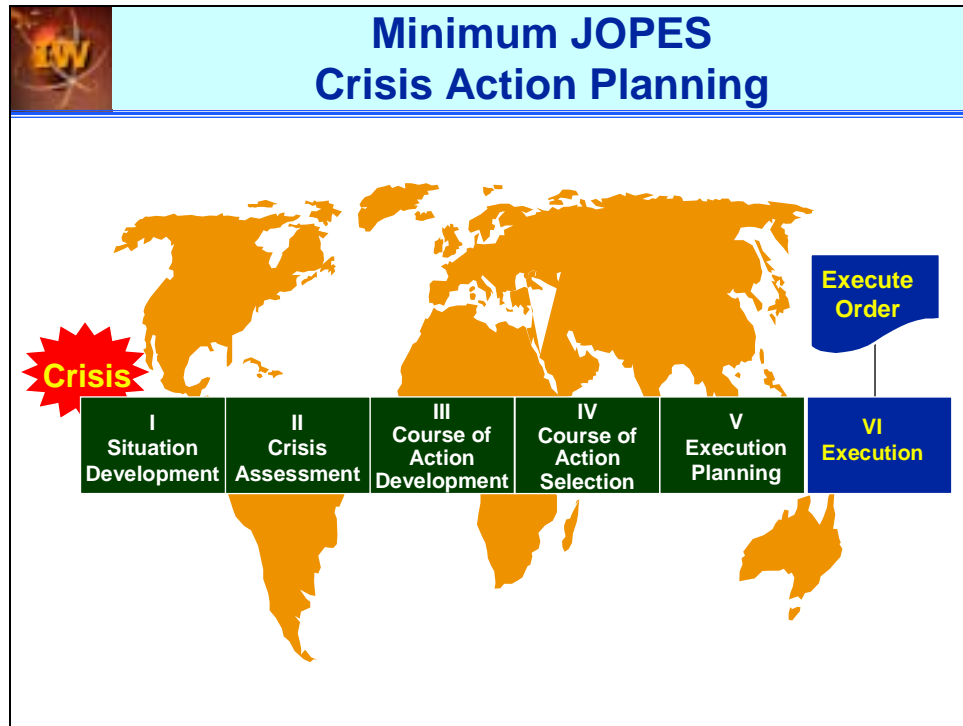 IW
Minimum JOPES
Crisis Action Planning
Execute
Order
Crisis
I
Situation
Development
II
Crisis
Assessment
III
Course of
Action
Development
IV
Course of
Action
Selection
V
Execution
Planning
VI
Execution